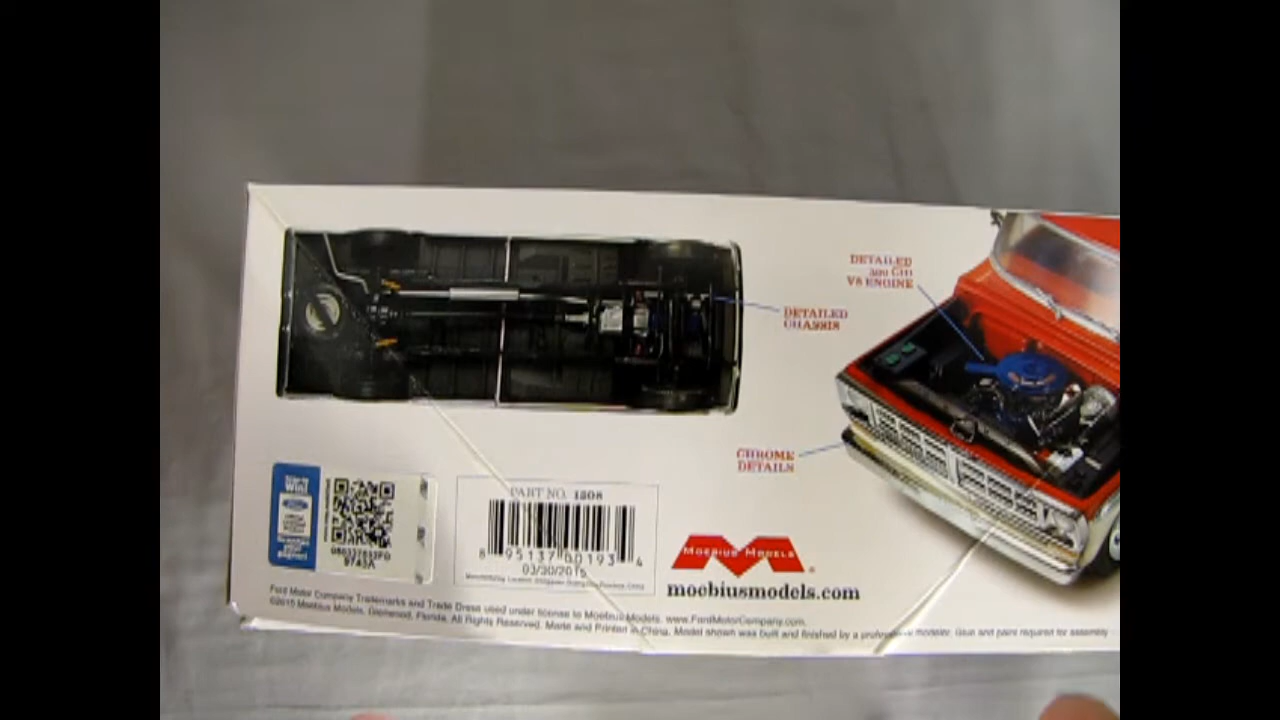 DETAILED
CHASSIS
DETAILED
V8 ENGINE
CHROME
DETAILS
PART NO. 1208
8 95137 00193 4
03/30/2015
MOEBIUS MODELS
moebiusmodels.com
Ford Motor Company Trademarks and Trade Dress used under license to Moebius Models. www.FordMotorCompany.com.
©2015 Moebius Models. Glenwood, Florida. All Rights Reserved. Made and Printed in China. Model shown was built and finished by a professional modeler. Glue and paint required for assembly